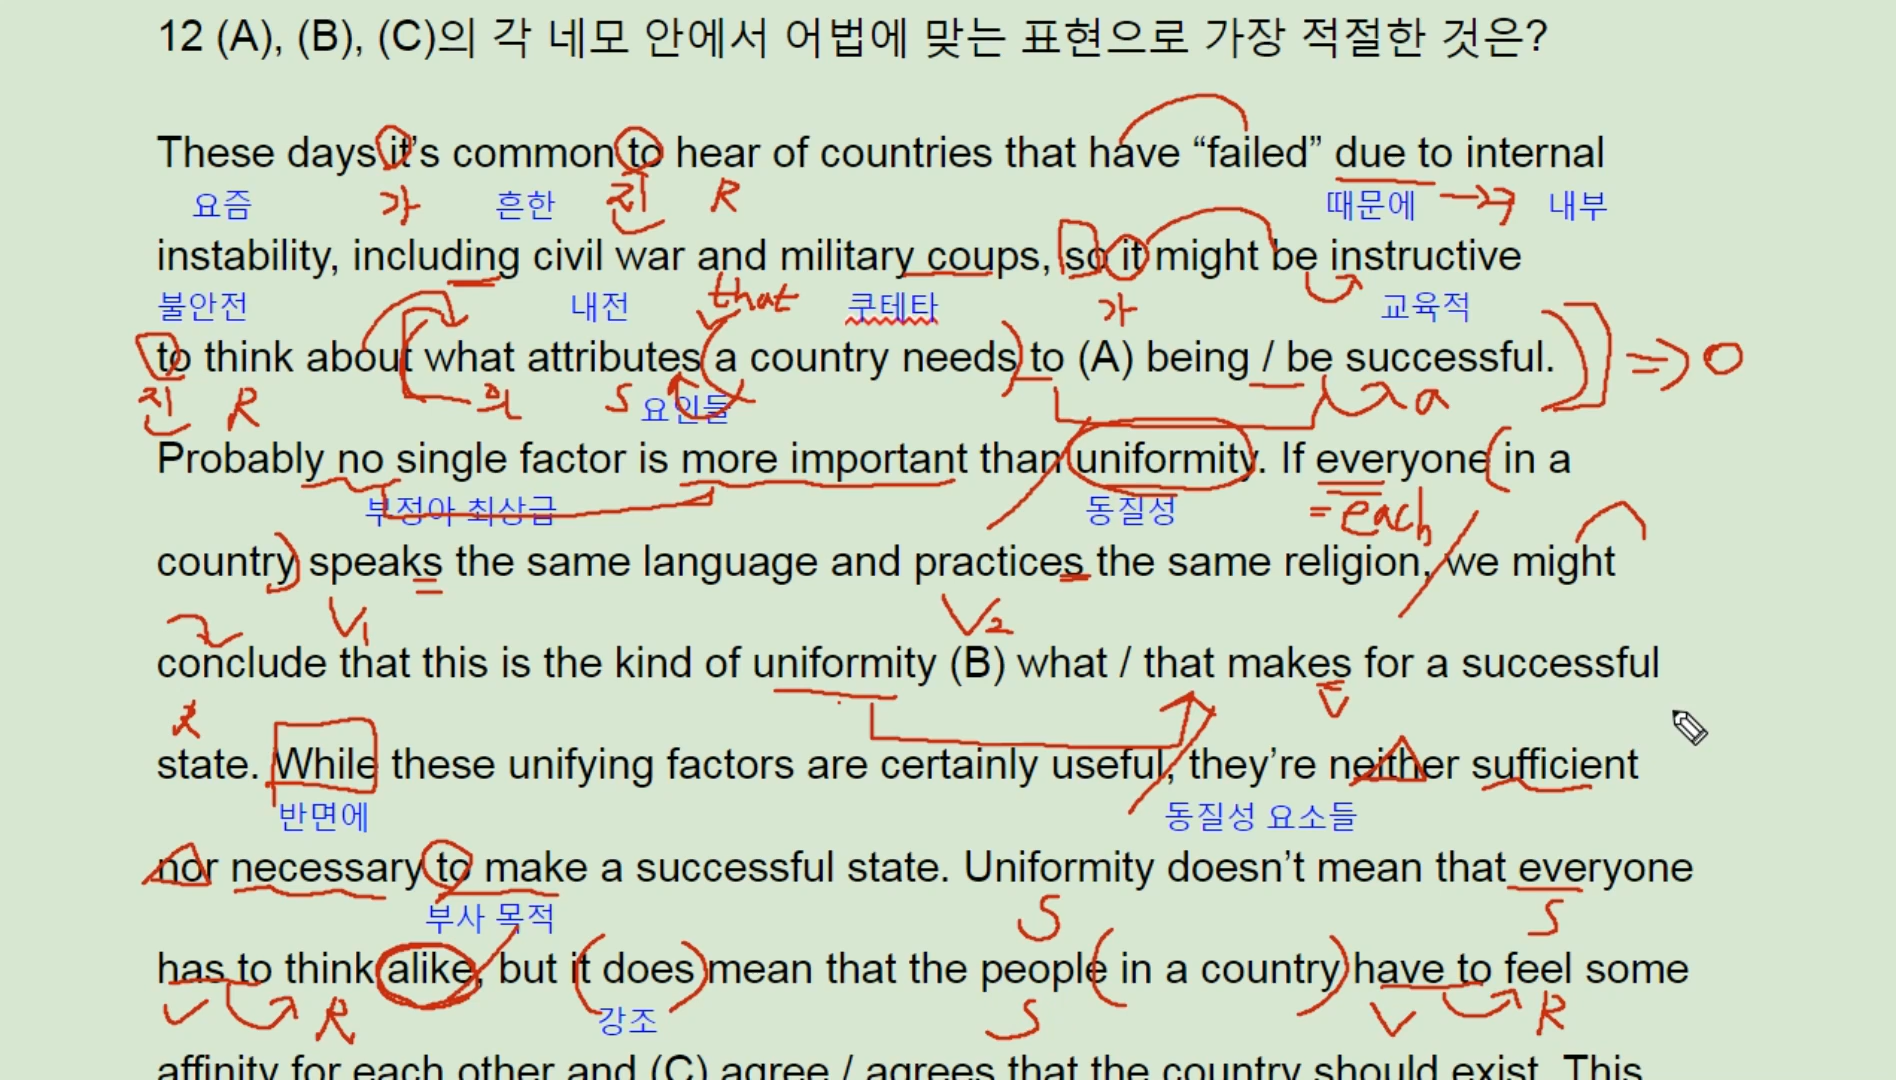 12 (A), (B), (C)의 각 네모 안에서 어법에 맞는 표현으로 가장 적절한 것은?
These days it's common to hear of countries that have “failed” due to internal
요즘 가 흔한 진 R 때문에 내부
instability, including civil war and military coups, so it might be instructive
불안전 내전 that 쿠테타 가 교육적
to think about what attributes a country needs to (A) being / be successful.
진 R 의 S 요인들 a
Probably no single factor is more important than uniformity. If everyone in a
부정아 최상급 동질성 = each
country speaks the same language and practices the same religion, we might
V1 V2
conclude that this is the kind of uniformity (B) what / that makes for a successful
R V
state. While these unifying factors are certainly useful, they’re neither sufficient
반면에 동질성 요소들
nor necessary to make a successful state. Uniformity doesn’t mean that everyone
부사 목적 S S
has to think alike, but it does mean that the people in a country have to feel some
V R 강조 S V R
affinity for each other and (C) agree / agrees that the country should exist. This